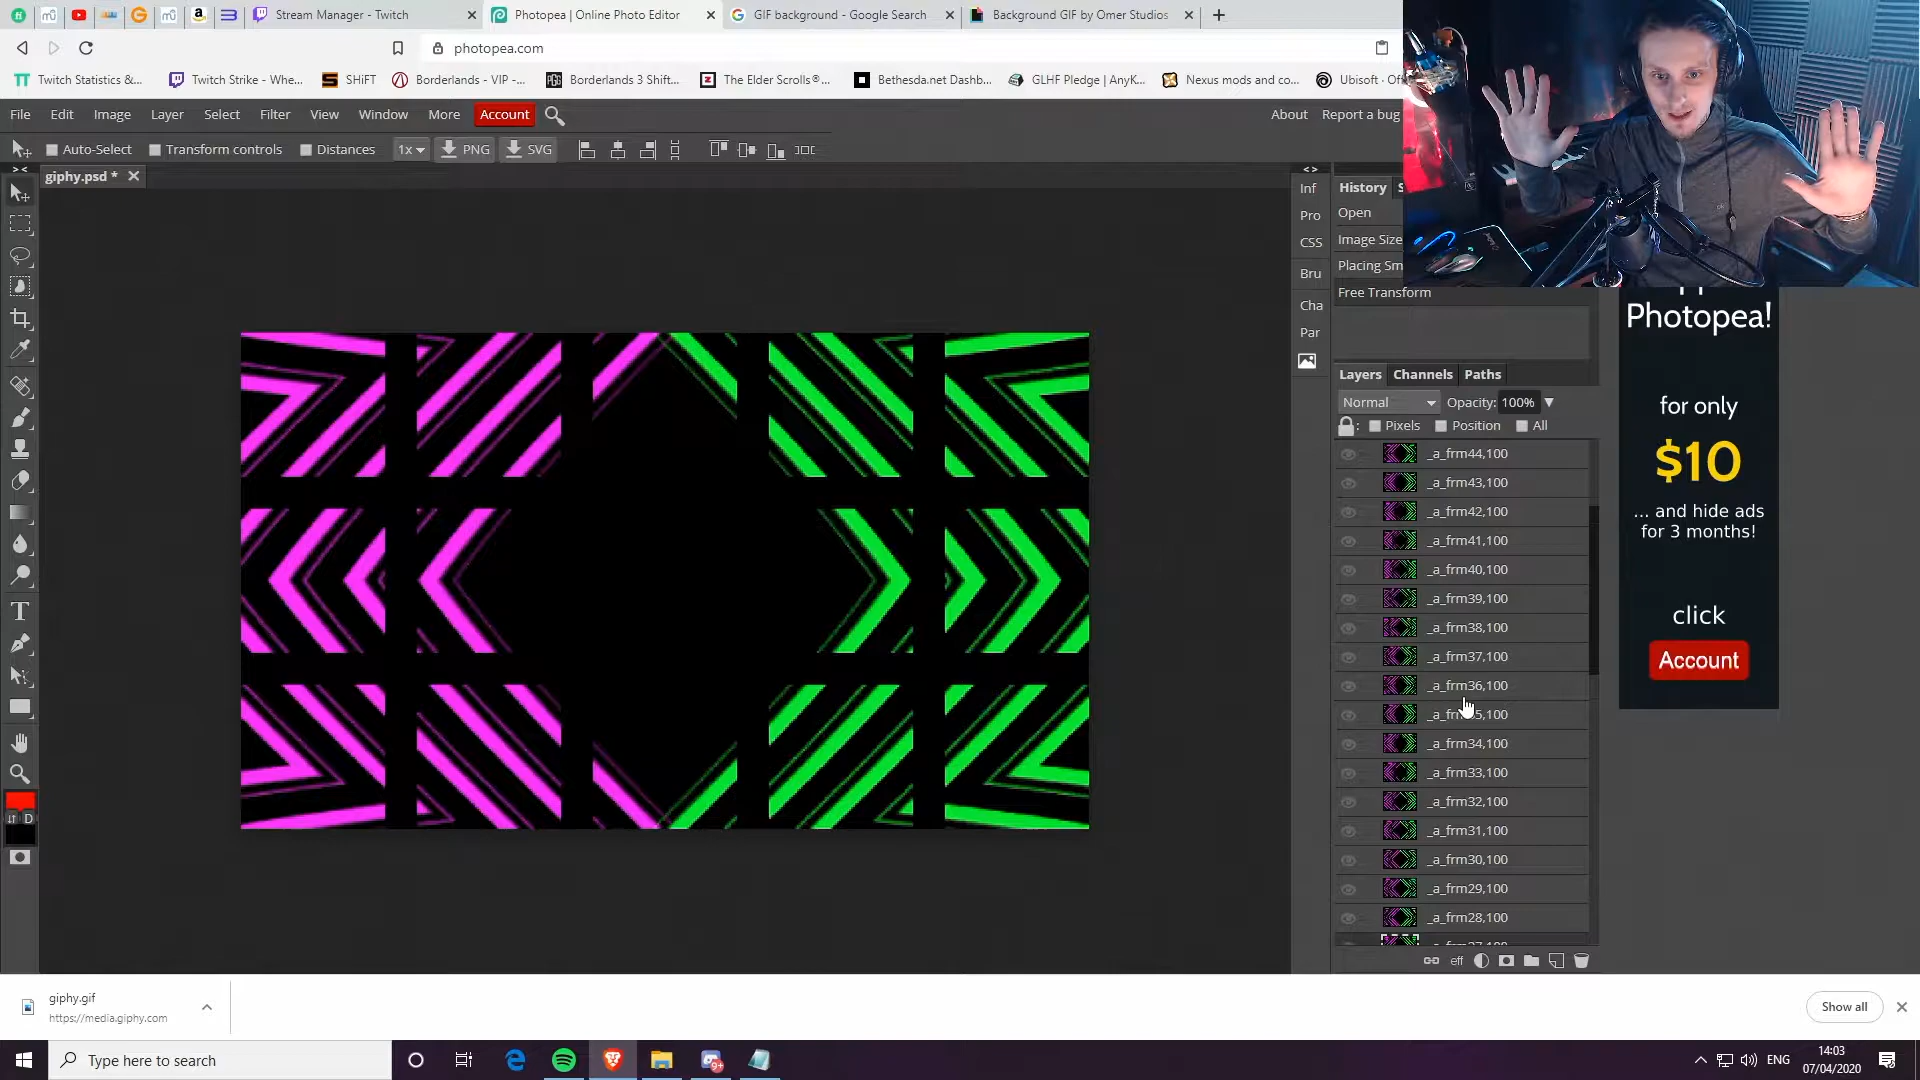 Stream Manager - Twitch
Photopea | Online Photo Editor
GIF background - Google Search
Background GIF by Omer Studios
photopea.com
Twitch Statistics &...
Twitch Strike - Whe...
SHiFT
Borderlands - VIP -...
Borderlands 3 Shift...
The Elder Scrolls®...
Bethesda.net Dashb...
GLHF Pledge | AnyK...
Nexus mods and co...
Ubisoft · Off
File Edit Image Layer Select Filter View Window More Account
About Report a bug
Auto-Select Transform controls Distances 1x PNG SVG
giphy.psd *
Inf
Pro
CSS
Bru
Cha
Par
History
Open
Image Size
Placing Sm
Free Transform
Layers Channels Paths
Normal Opacity: 100%
: Pixels Position All
_a_frm44,100
_a_frm43,100
_a_frm42,100
_a_frm41,100
_a_frm40,100
_a_frm39,100
_a_frm38,100
_a_frm37,100
_a_frm36,100
_a_frm34,100
_a_frm33,100
_a_frm32,100
_a_frm31,100
_a_frm30,100
_a_frm29,100
_a_frm28,100
eff
Photopea!
for only
$10
... and hide ads
for 3 months!
click
Account
giphy.gif
https://media.giphy.com
Show all
Type here to search
ENG
14:03
07/04/2020